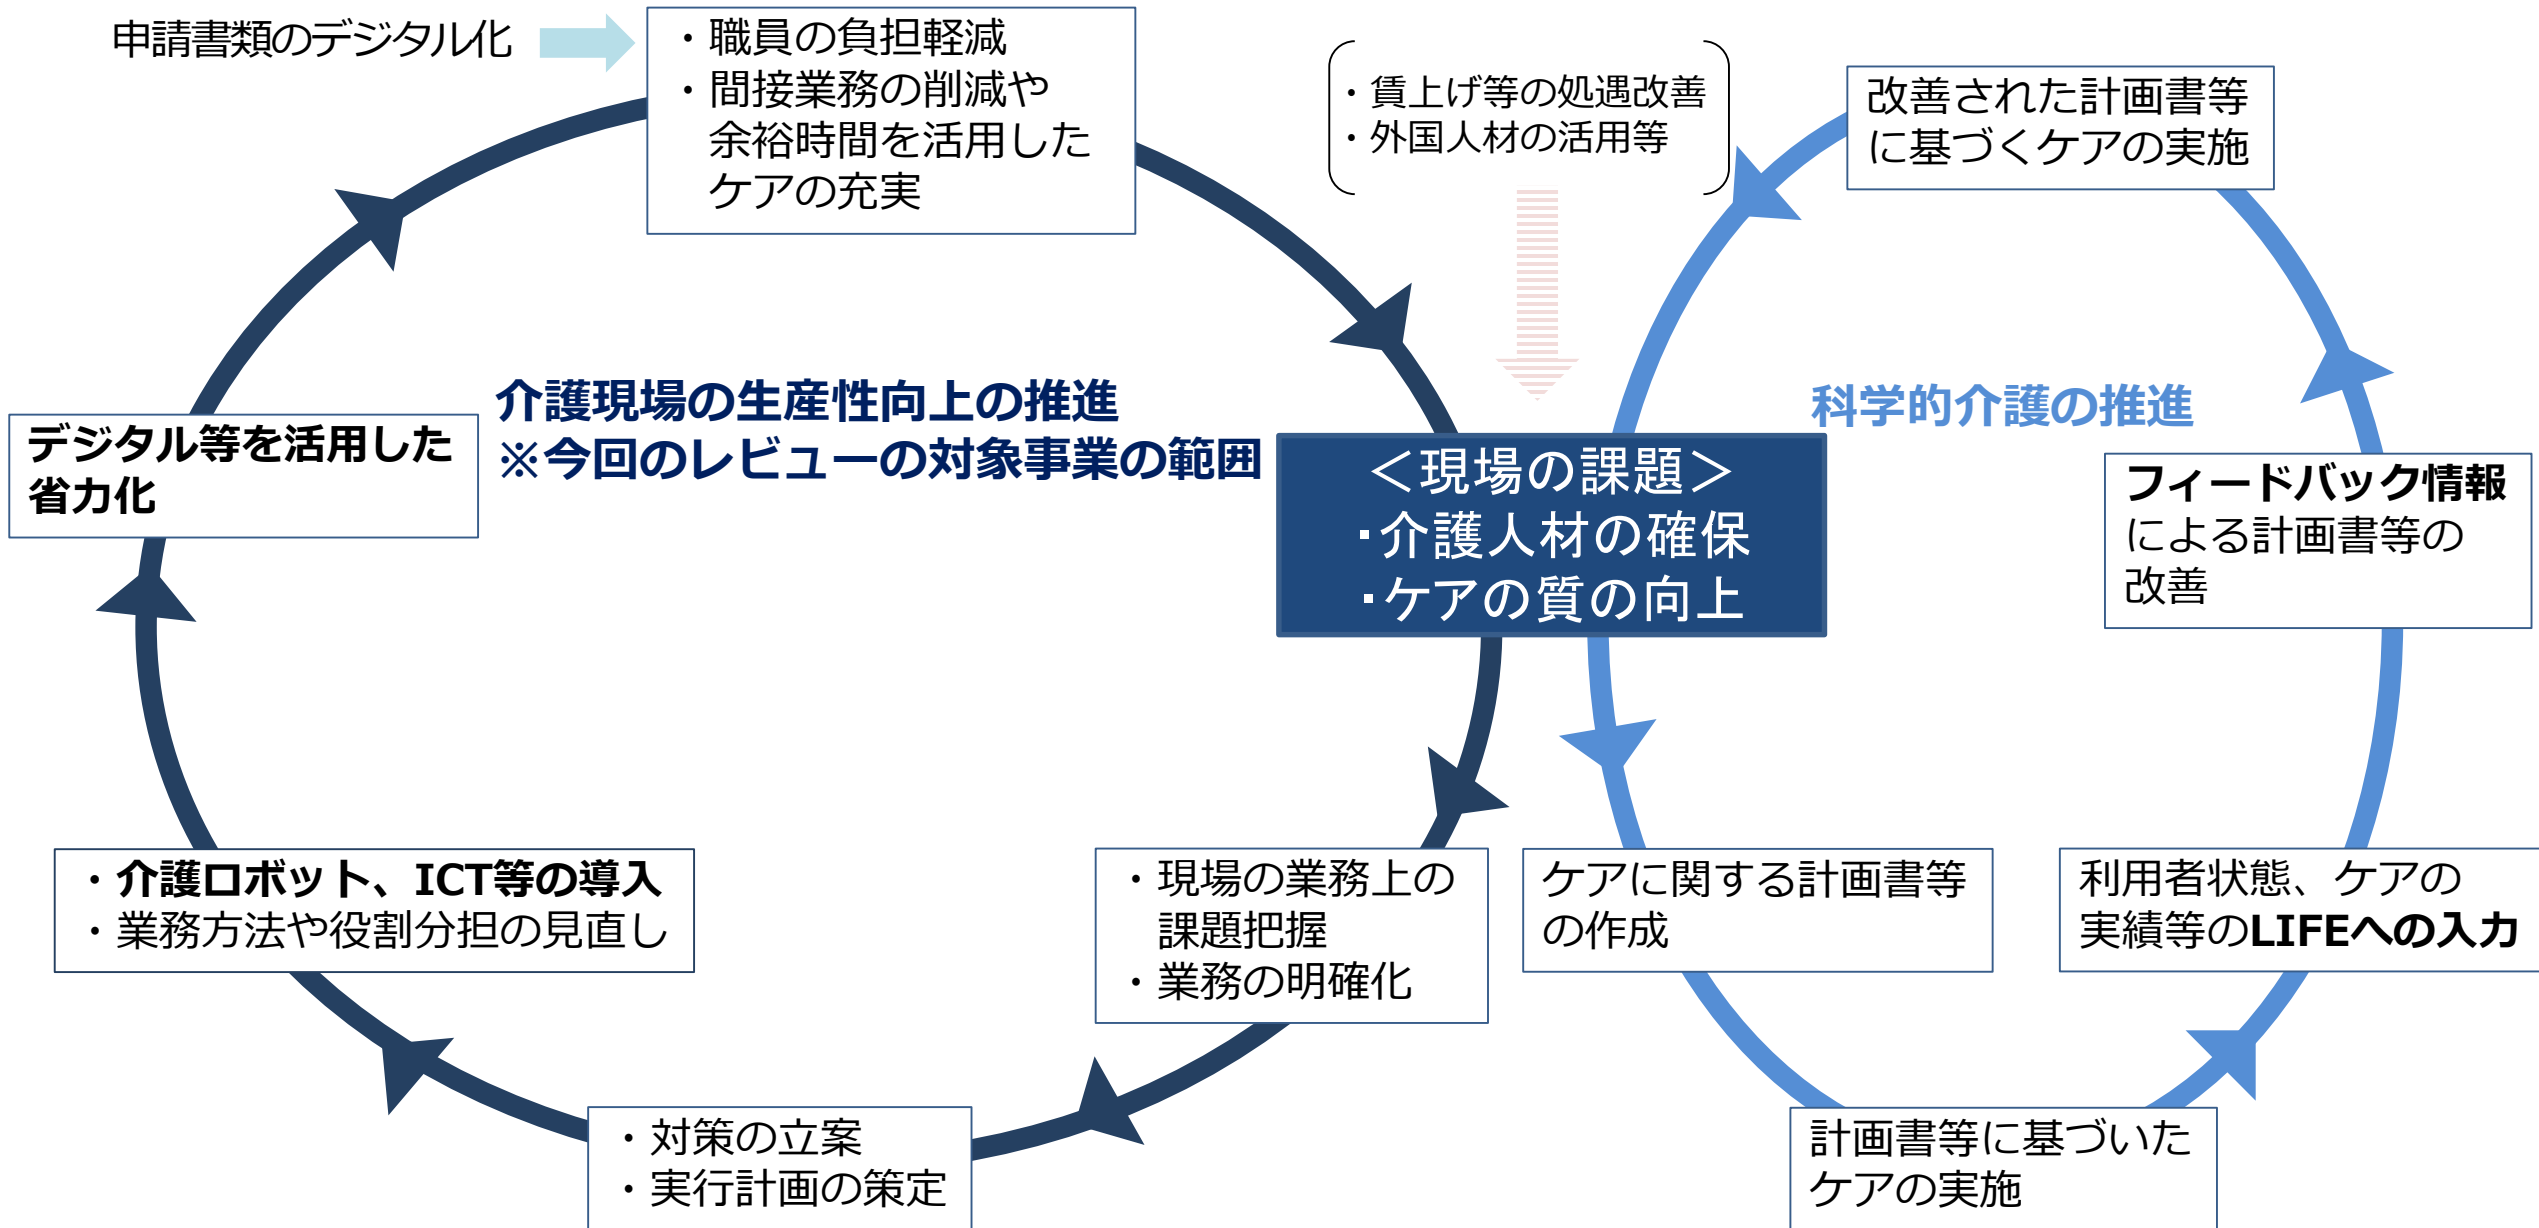 申請書類のデジタル化
・職員の負担軽減
・間接業務の削減や
余裕時間を活用した
ケアの充実
・賃上げ等の処遇改善
・外国人材の活用等
改善された計画書等
に基づくケアの実施
介護現場の生産性向上の推進
※今回のレビューの対象事業の範囲
科学的介護の推進
デジタル等を活用した
省力化
＜現場の課題＞
・介護人材の確保
・ケアの質の向上
フィードバック情報
による計画書等の
改善
・介護ロボット、ICT等の導入
・業務方法や役割分担の見直し
・現場の業務上の
課題把握
・業務の明確化
ケアに関する計画書等
の作成
利用者状態、ケアの
実績等のLIFEへの入力
・対策の立案
・実行計画の策定
計画書等に基づいた
ケアの実施